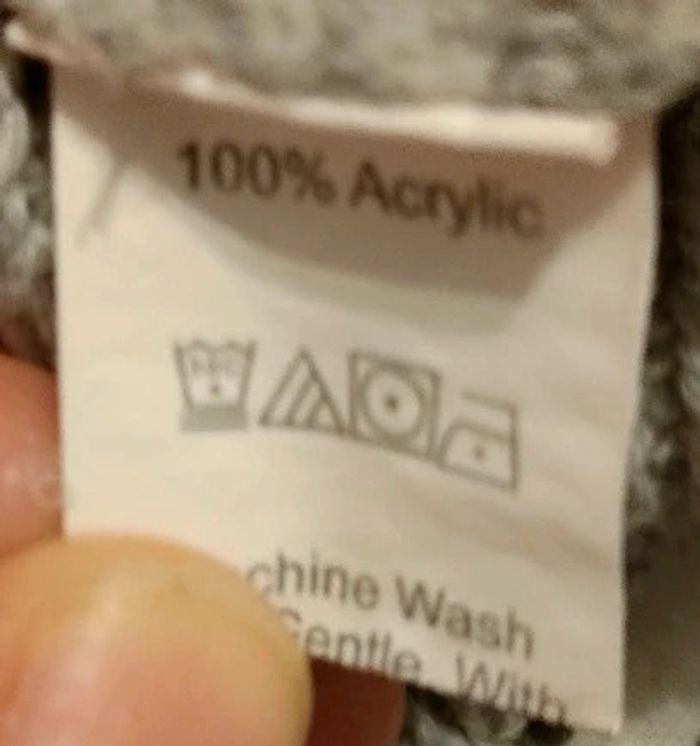 100% Acrylic
chine Wash
Gentle, With